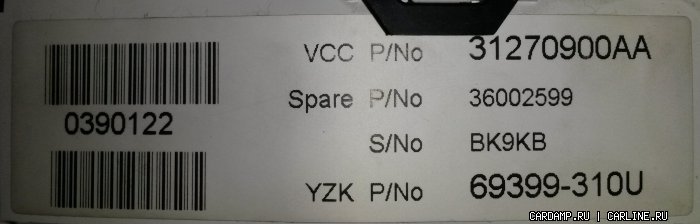 VCC P/No 31270900AA
Spare P/No 36002599
0390122
S/No BK9KB
YZK P/No 69399-310U
CARDAMP.RU | CARLINE.RU